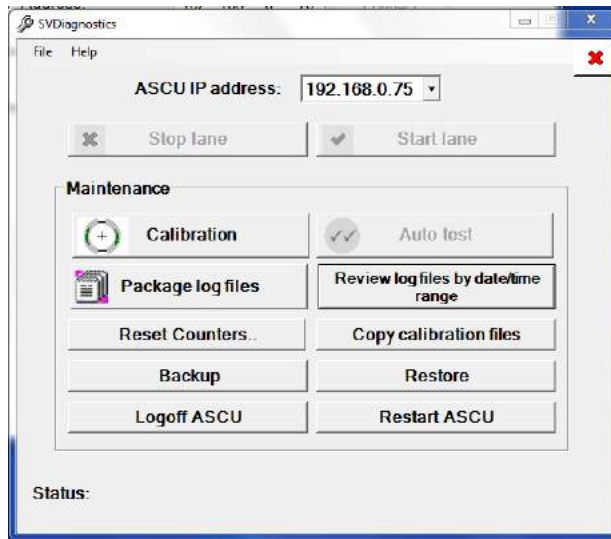 SVDiagnostics
File Help
ASCU IP address: 192.168.0.75
Stop lane Start lane
Maintenance
Calibration Auto test
Package log files Review log files by date/time
range
Reset Counters.. Copy calibration files
Backup Restore
Logoff ASCU Restart ASCU
Status: